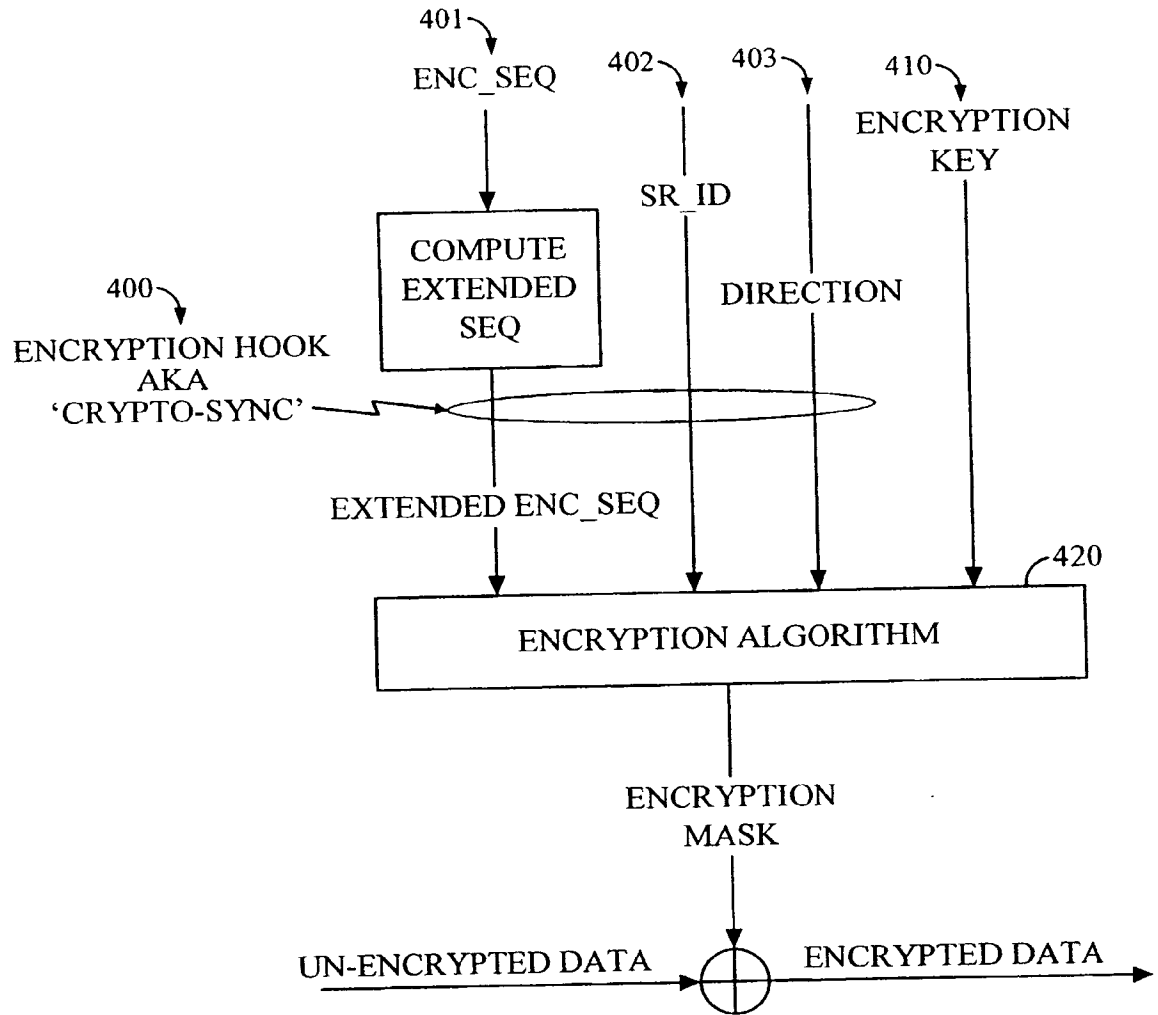 401
ENC_SEQ
402
403
410
ENCRYPTION
KEY
SR_ID
COMPUTE
EXTENDED
SEQ
DIRECTION
400
ENCRYPTION HOOK
AKA
‘CRYPTO-SYNC’
EXTENDED ENC_SEQ
420
ENCRYPTION ALGORITHM
ENCRYPTION
MASK
UN-ENCRYPTED DATA
ENCRYPTED DATA